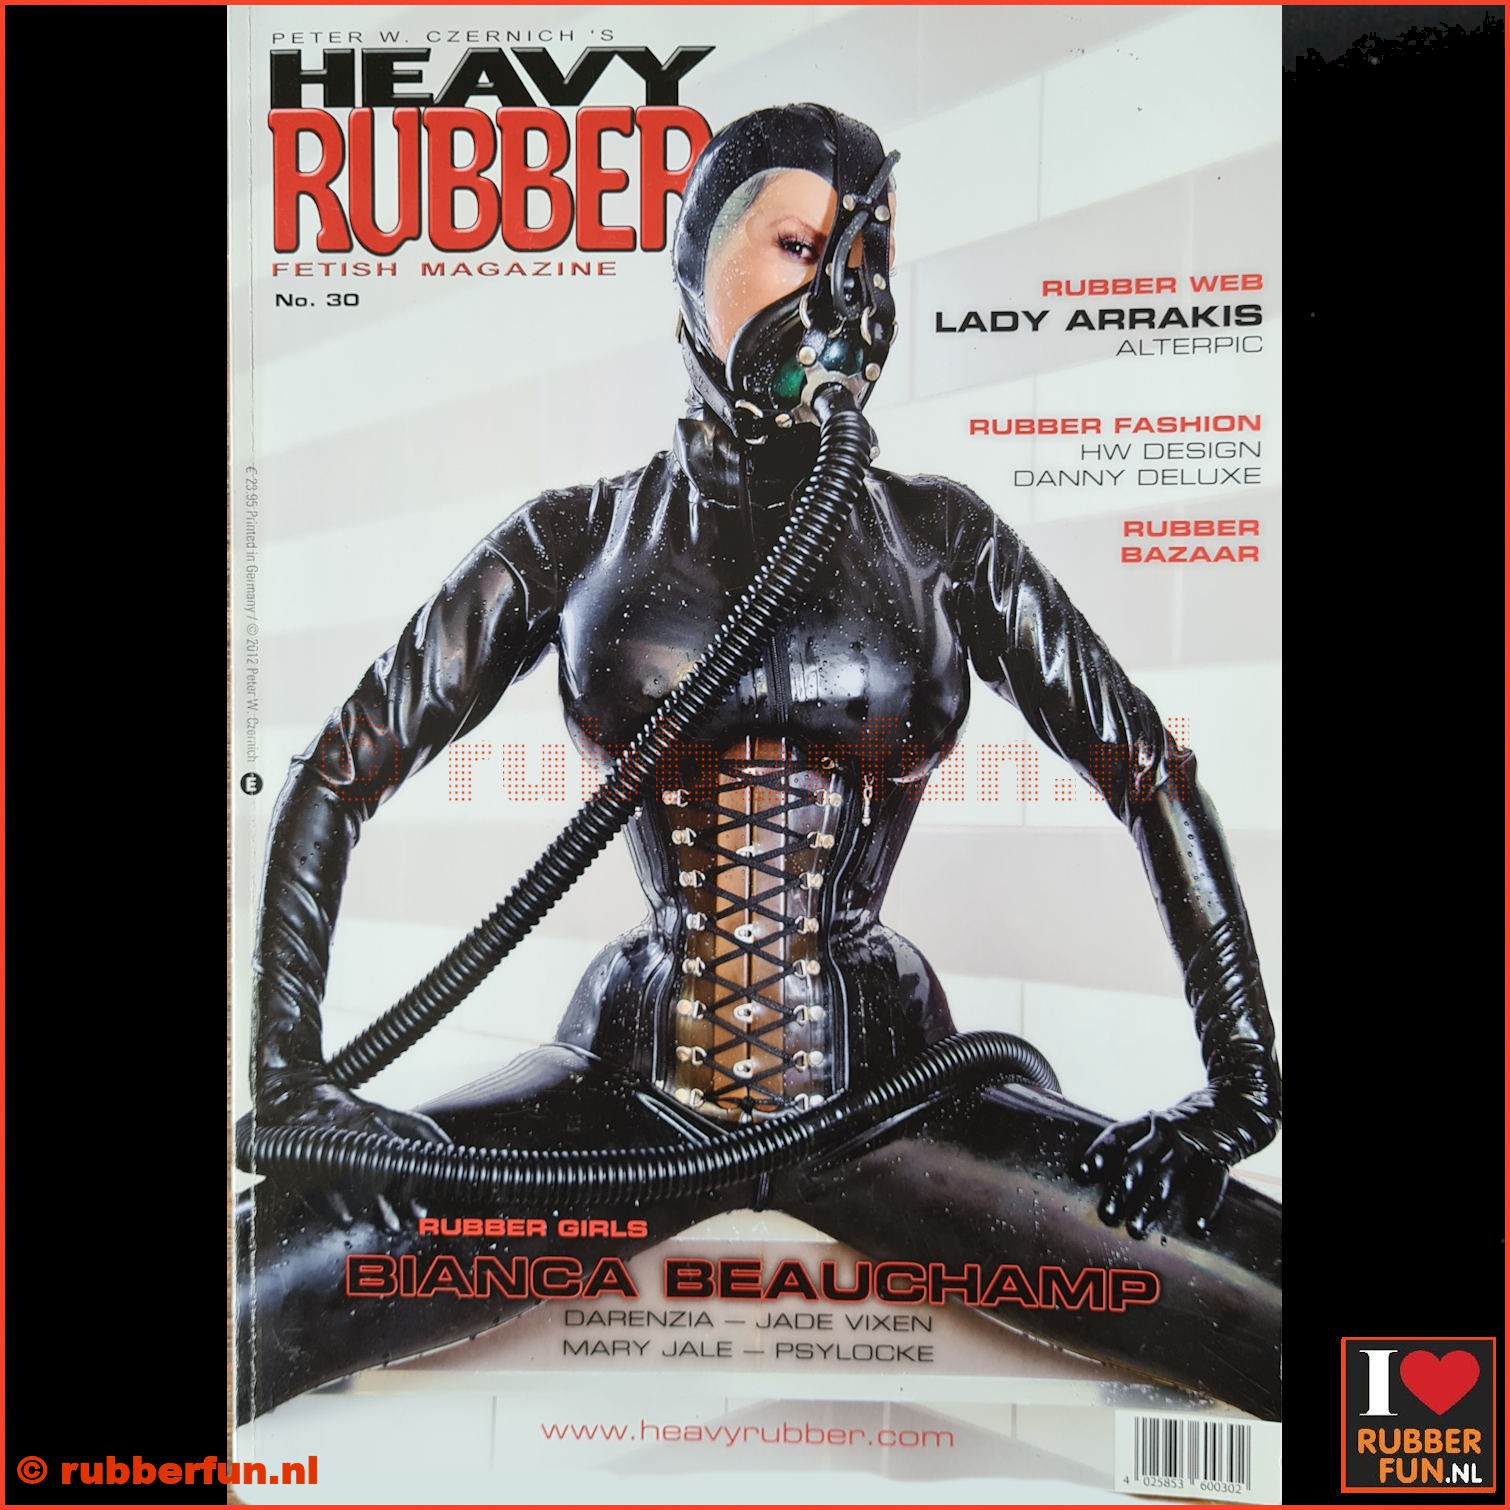 PETER W. CZERNICH 'S
HEAVY
RUBBER
FETISH MAGAZINE
No. 30
RUBBER WEB
LADY ARRAKIS
ALTERPIC
RUBBER FASHION
HW DESIGN
DANNY DELUXE
RUBBER
BAZAAR
€ 23.95 Printed in Germany / © 2012 Peter W. Czernich
© rubberfun.nl
RUBBER GIRLS
BIANCA BEAUCHAMP
DARENZIA – JADE VIXEN
MARY JALE – PSYLOCKE
www.heavyrubber.com
4 025853 600302
© rubberfun.nl
I
RUBBER
FUN.NL